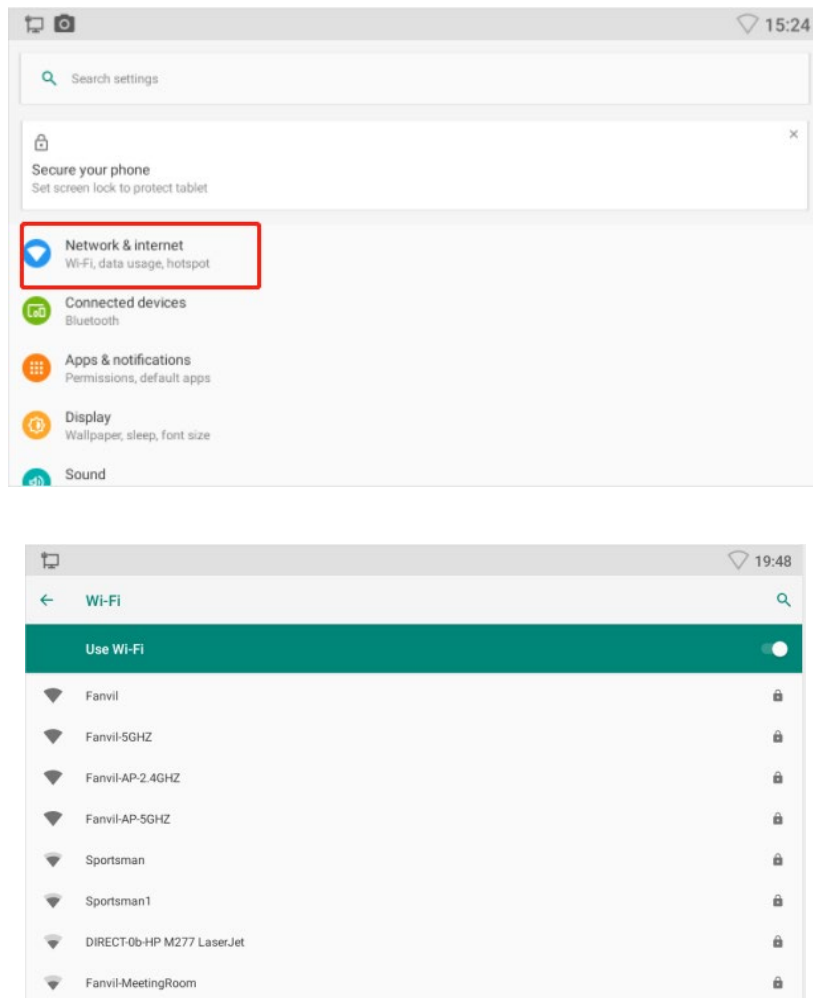 15:24
Search settings
Secure your phone
Set screen lock to protect tablet
Network & internet
Wi-Fi, data usage, hotspot
Connected devices
Bluetooth
Apps & notifications
Permissions, default apps
Display
Wallpaper, sleep, font size
Sound
19:48
Wi-Fi
Use Wi-Fi
Fanvil
Fanvil-5GHZ
Fanvil-AP-2.4GHZ
Fanvil-AP-5GHZ
Sportsman
Sportsman1
DIRECT-0b-HP M277 LaserJet
Fanvil-MeetingRoom